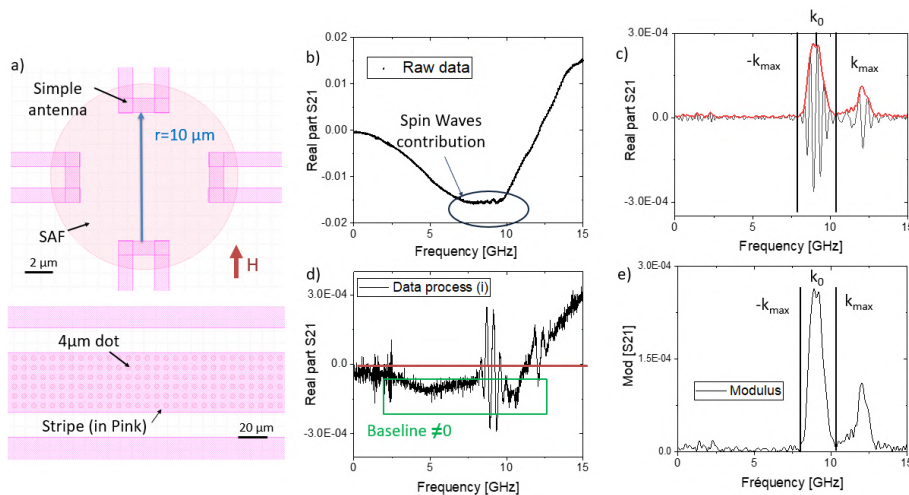 a)
Simple
antenna
r=10 µm
SAF
2 µm
H
4µm dot
Stripe (in Pink)
20 µm
b)
Raw data
Spin Waves
contribution
0.02
0.01
0.00
-0.01
-0.02
Real part S21
0
5
10
15
Frequency [GHz]
c)
k0
-kmax
kmax
3.0E-04
0.0
-3.0E-04
Real part S21
0
5
10
15
Frequency [GHz]
d)
Data process (i)
3.0E-04
0.0
-3.0E-04
Real part S21
Baseline ≠0
0
5
10
15
Frequency [GHz]
e)
k0
-kmax
kmax
3.0E-04
1.5E-04
0.0
Mod [S21]
Modulus
0
5
10
15
Fréquency [GHz]